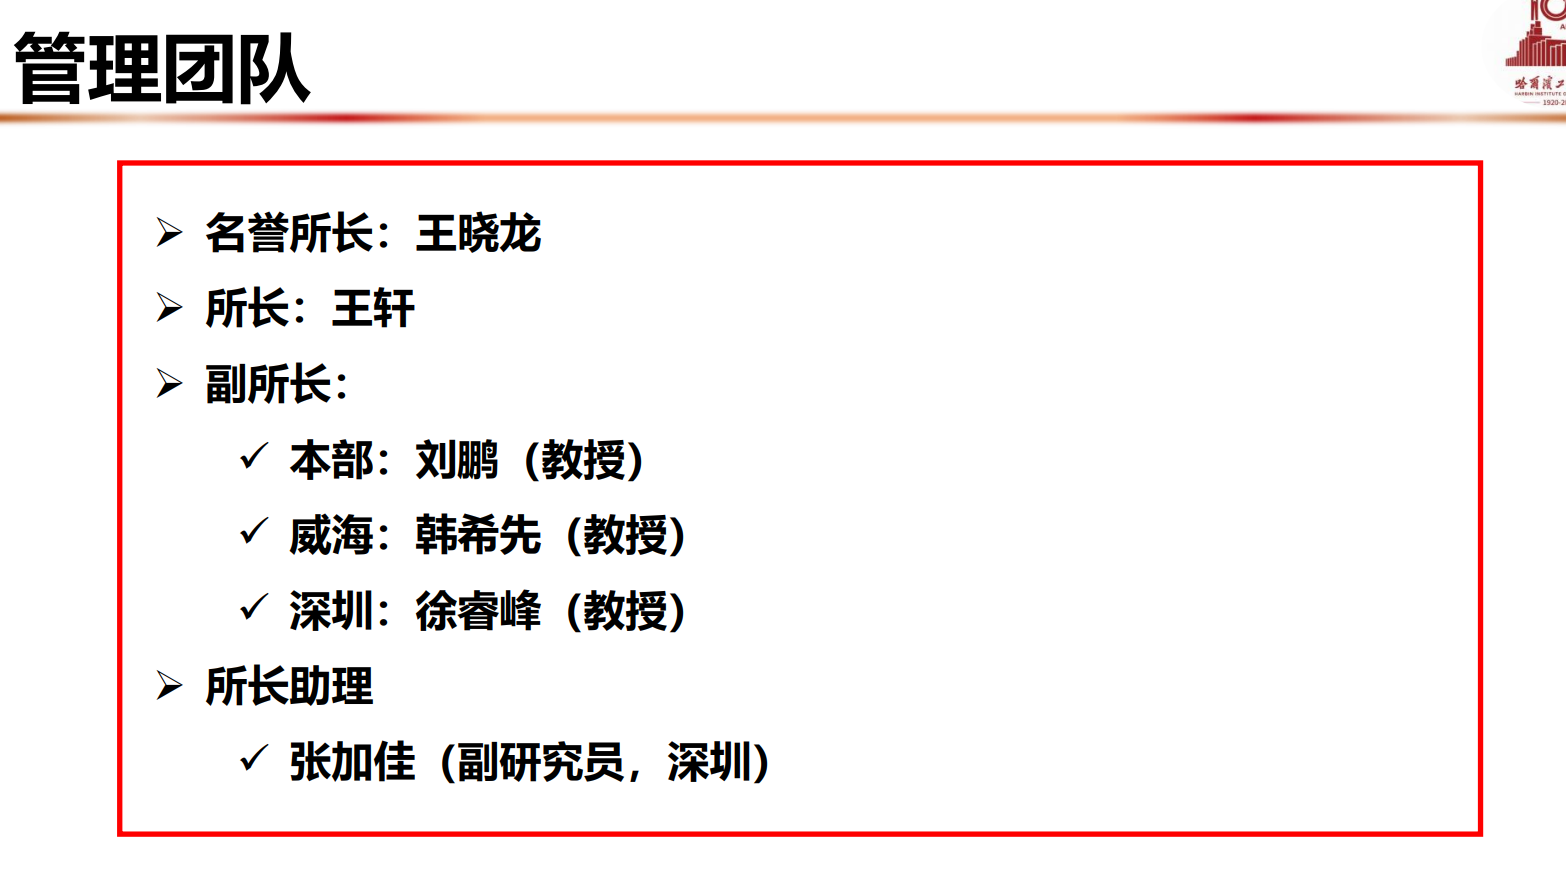 管理团队
哈爾濱工
HARBIN INSTITUTE O
1920-2
名誉所长：王晓龙
所长：王轩
副所长：
本部：刘鹏（教授）
威海：韩希先（教授）
深圳：徐睿峰（教授）
所长助理
张加佳（副研究员，深圳）